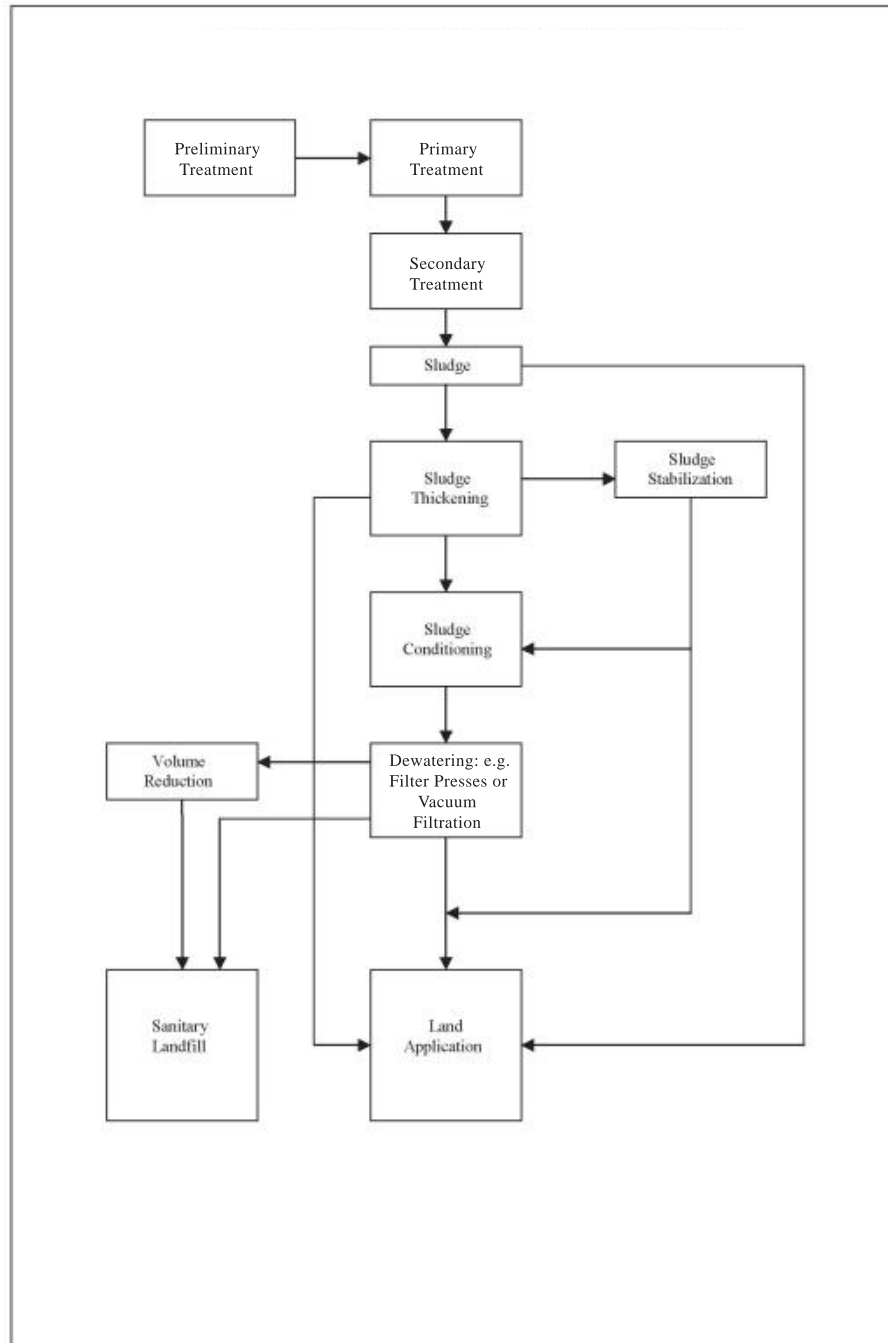 Preliminary
Treatment
Primary
Treatment
Secondary
Treatment
Sludge
Sludge
Thickening
Sludge
Stabilization
Sludge
Conditioning
Volume
Reduction
Dewatering: e.g.
Filter Presses or
Vacuum
Filtration
Sanitary
Landfill
Land
Application